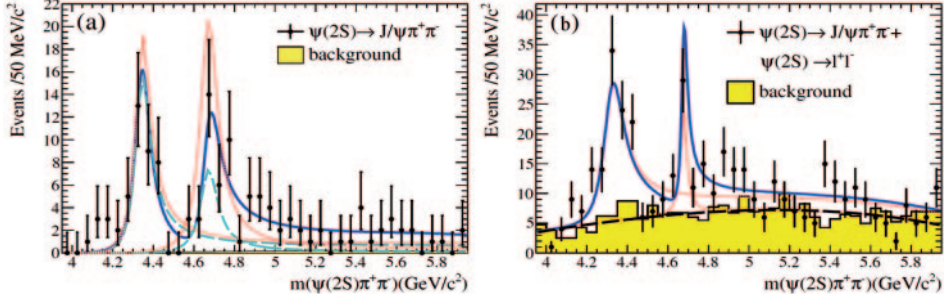 Events /50 MeV/c²
22
20
18
16
14
12
10
8
6
4
2
0
(a)
ψ(2S)→ J/ψπ⁺π⁻
background
4 4.2 4.4 4.6 4.8 5 5.2 5.4 5.6 5.8
m(ψ(2S)π⁺π⁻)(GeV/c²)
Events /50 MeV/c²
40
35
30
25
20
15
10
5
0
(b)
ψ(2S)→ J/ψπ⁺π⁻+
ψ(2S)→l⁺l⁻
background
4 4.2 4.4 4.6 4.8 5 5.2 5.4 5.6 5.8
m(ψ(2S)π⁺π⁻)(GeV/c²)